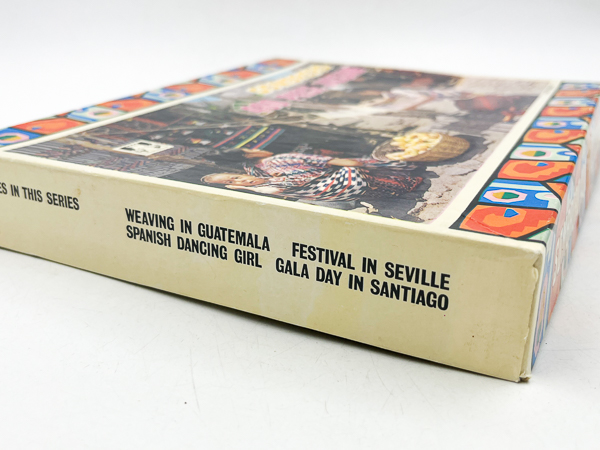 ES IN THIS SERIES
WEAVING IN GUATEMALA FESTIVAL IN SEVILLE
SPANISH DANCING GIRL GALA DAY IN SANTIAGO